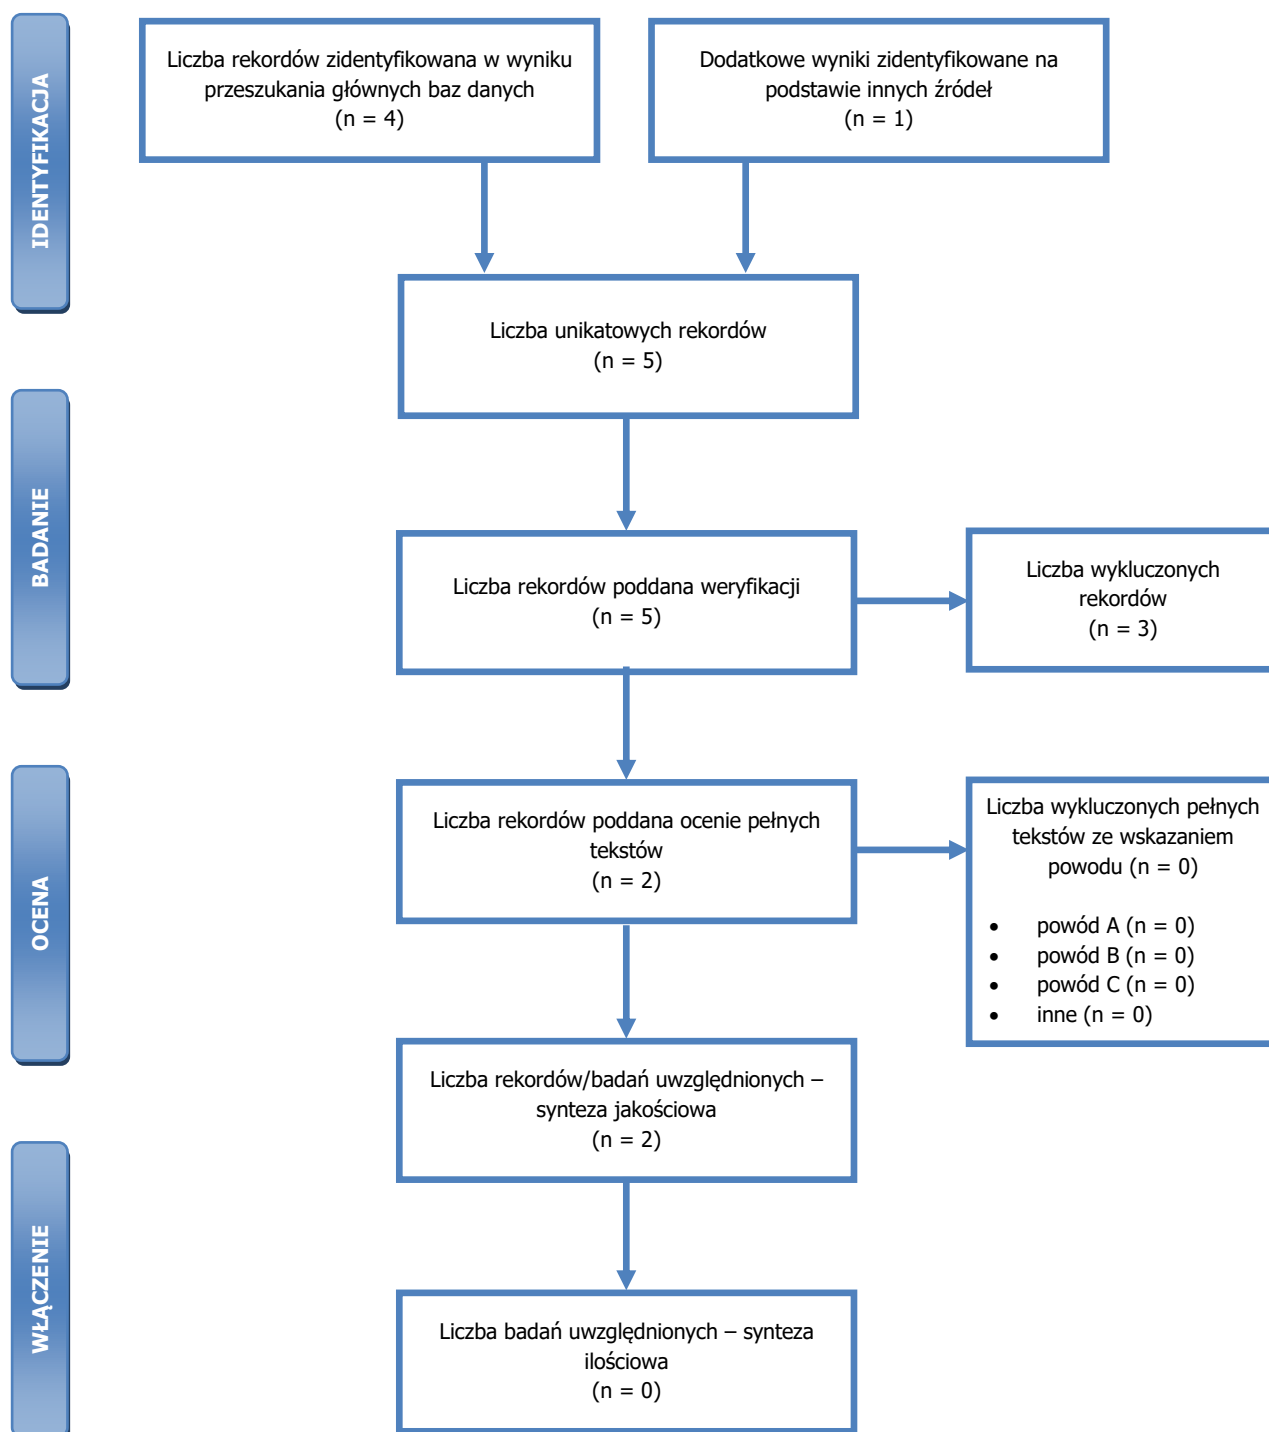 IDENTYFIKACJA
Liczba rekordów zidentyfikowana w wyniku
przeszukania głównych baz danych
(n = 4)
Dodatkowe wyniki zidentyfikowane na
podstawie innych źródeł
(n = 1)
Liczba unikatowych rekordów
(n = 5)
BADANIE
Liczba rekordów poddana weryfikacji
(n = 5)
Liczba wykluczonych
rekordów
(n = 3)
OCENA
Liczba rekordów poddana ocenie pełnych
tekstów
(n = 2)
Liczba wykluczonych pełnych
tekstów ze wskazaniem
powodu (n = 0)
• powód A (n = 0)
• powód B (n = 0)
• powód C (n = 0)
• inne (n = 0)
Liczba rekordów/badań uwzględnionych –
synteza jakościowa
(n = 2)
WŁĄCZENIE
Liczba badań uwzględnionych – synteza
ilościowa
(n = 0)